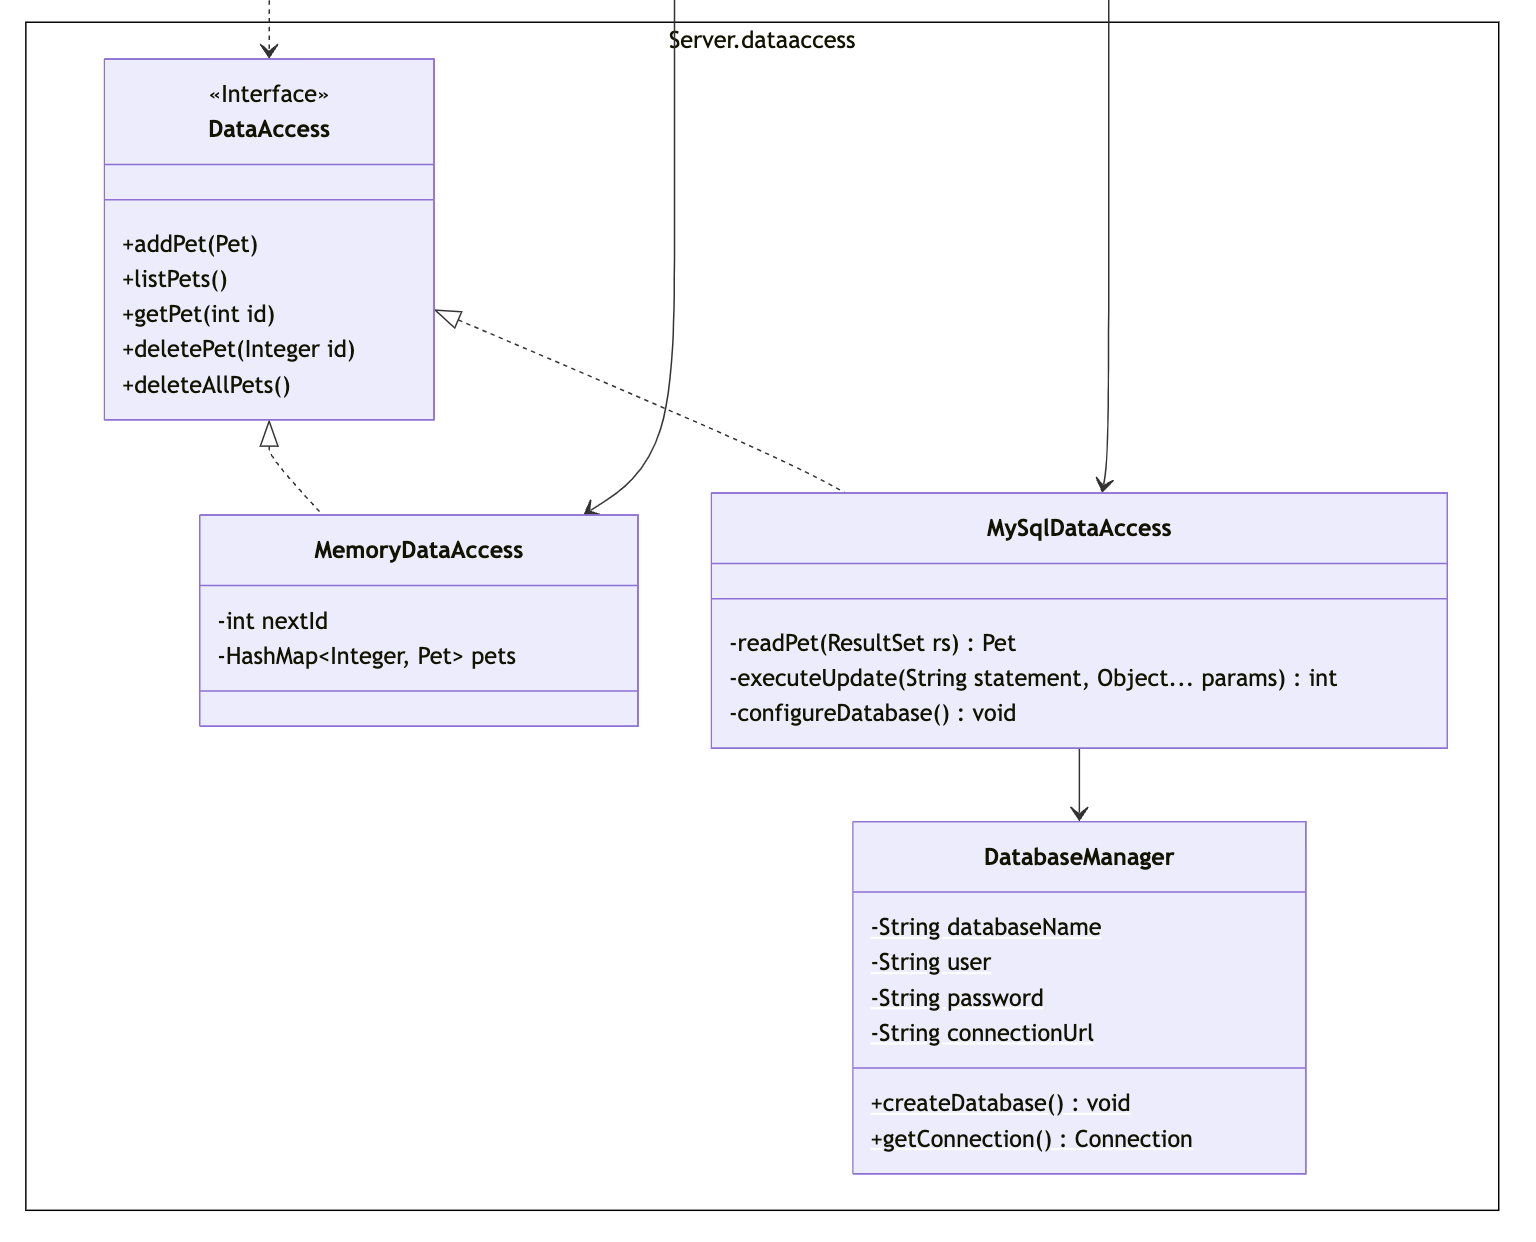 Server.dataaccess
«Interface»
DataAccess
+addPet(Pet)
+listPets()
+getPet(int id)
+deletePet(Integer id)
+deleteAllPets()
MemoryDataAccess
-int nextId
-HashMap<Integer, Pet> pets
MySqlDataAccess
-readPet(ResultSet rs) : Pet
-executeUpdate(String statement, Object... params) : int
-configureDatabase() : void
DatabaseManager
-String databaseName
-String user
-String password
-String connectionUrl
+createDatabase() : void
+getConnection() : Connection